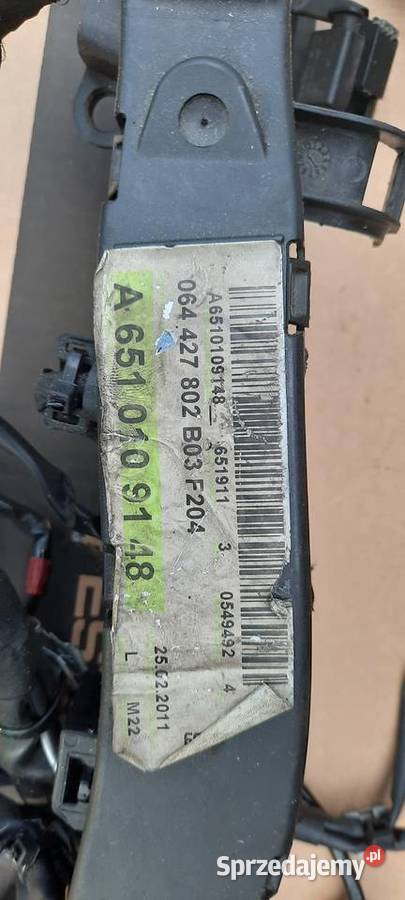 A6510109148 651911 3 0549492 4
064 427 802 B03 F204
A 651 010 91 48
25.02.2011
L M22
ES
Sprzedajemy.pl